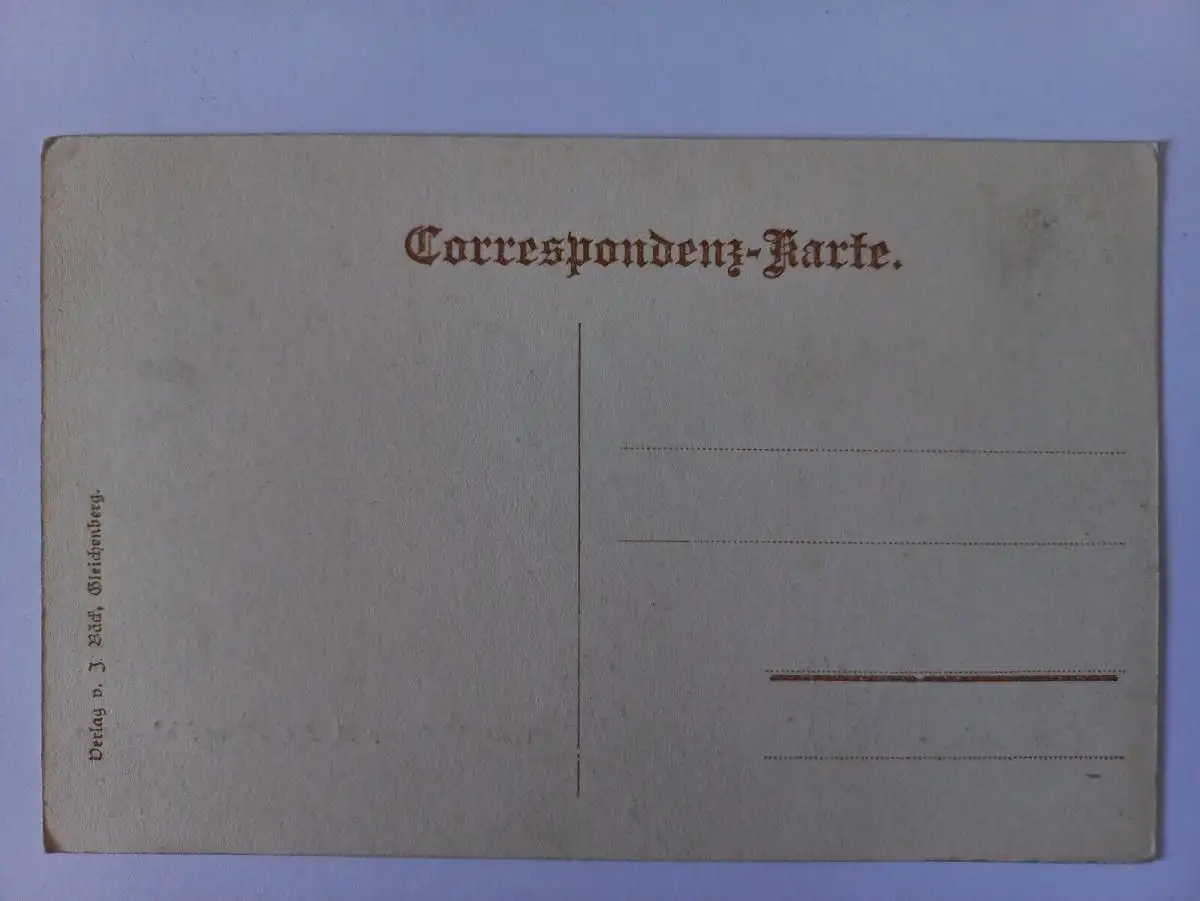 Correspondenz-Karte.
Verlag v. J. Bäck, Gleichenberg.